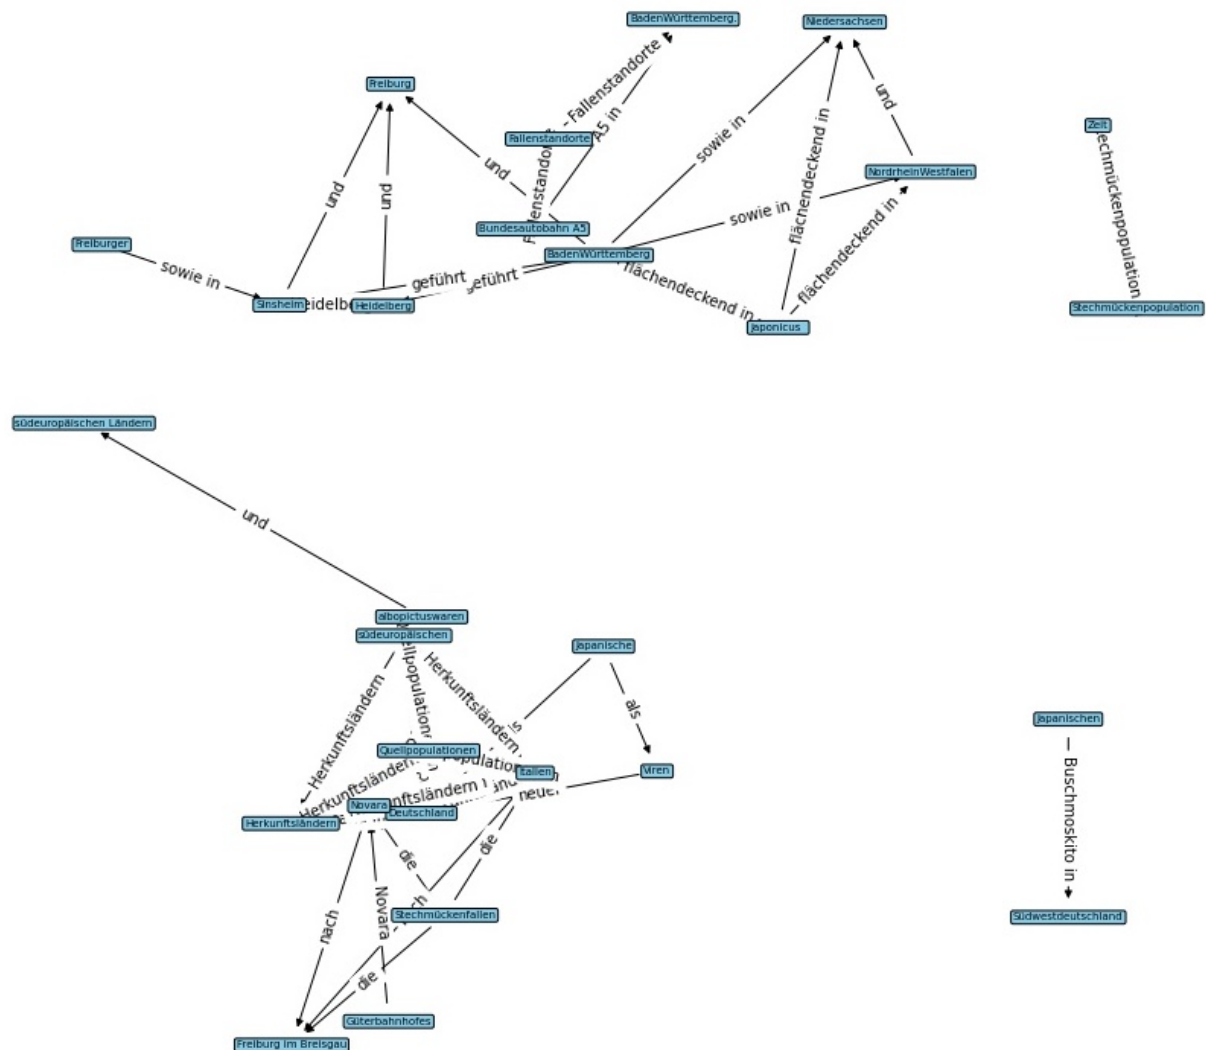 BadenWürttemberg.
Niedersachsen
Freiburg
Fallenstandorte
Zeit
Fallenstandorte
A5 in
und
sowie in
und
NordrheinWestfalen
und
und
flächendeckend in
sowie in
Stechmückenpopulation
Bundesautobahn A5
Freiburger
BadenWürttemberg
sowie in
geführt
geführt
flächendeckend in
flächendeckend in
Sinsheim
Heidelberg
Japonicus
Stechmückenpopulation
südeuropäischen Ländern
und
albopictuswaren
südeuropäischen
Japanische
Herkunftsländern
Herkunftsländern
als
Japanischen
Quellpopulationen
Italien
Viren
Herkunftsländern
neuer
Novara
Deutschland
Herkunftsländern
Buschmoskito in
die
die
Novara
Stechmückenfallen
Südwestdeutschland
nach
die
Güterbahnhofes
Freiburg im Breisgau